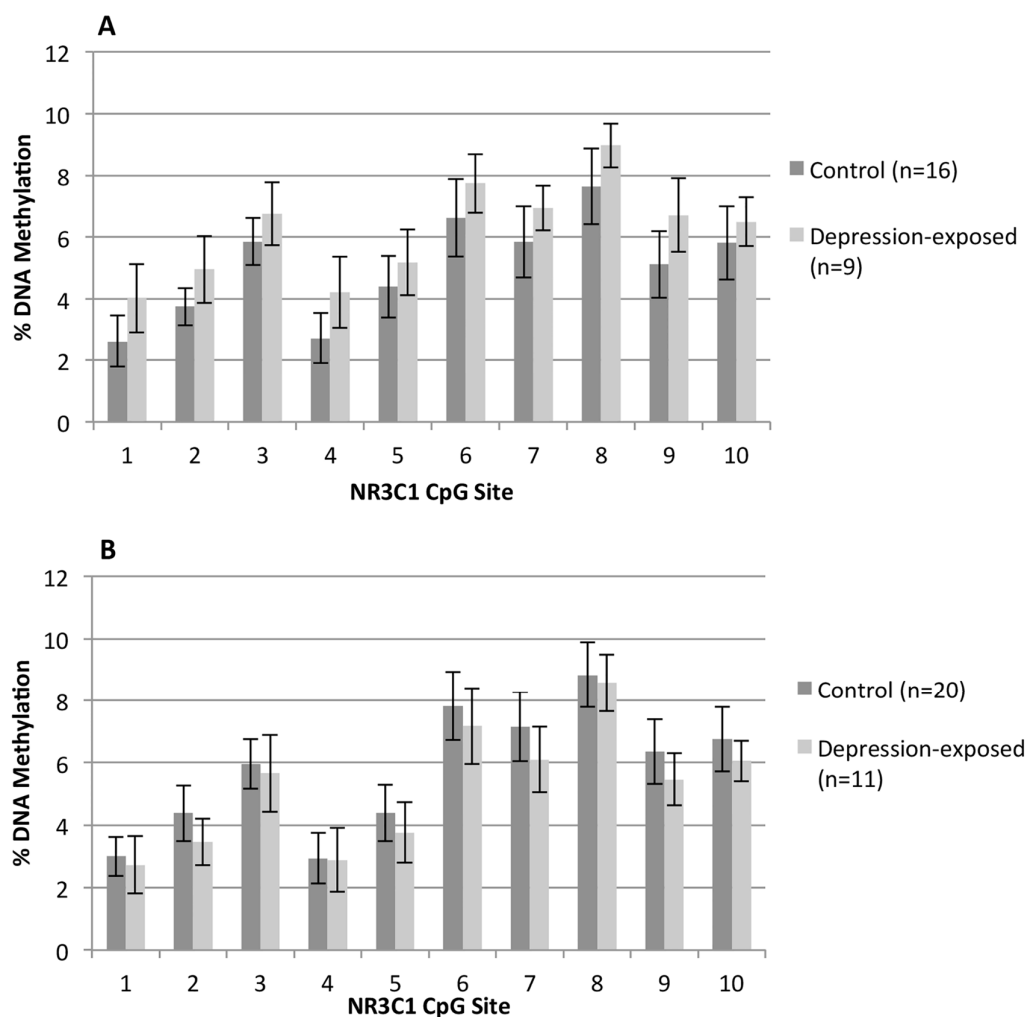 A
12
10
8
6
4
2
0
% DNA Methylation
1 2 3 4 5 6 7 8 9 10
NR3C1 CpG Site
Control (n=16)
Depression-exposed
(n=9)
B
12
10
8
6
4
2
0
% DNA Methylation
1 2 3 4 5 6 7 8 9 10
NR3C1 CpG Site
Control (n=20)
Depression-exposed
(n=11)